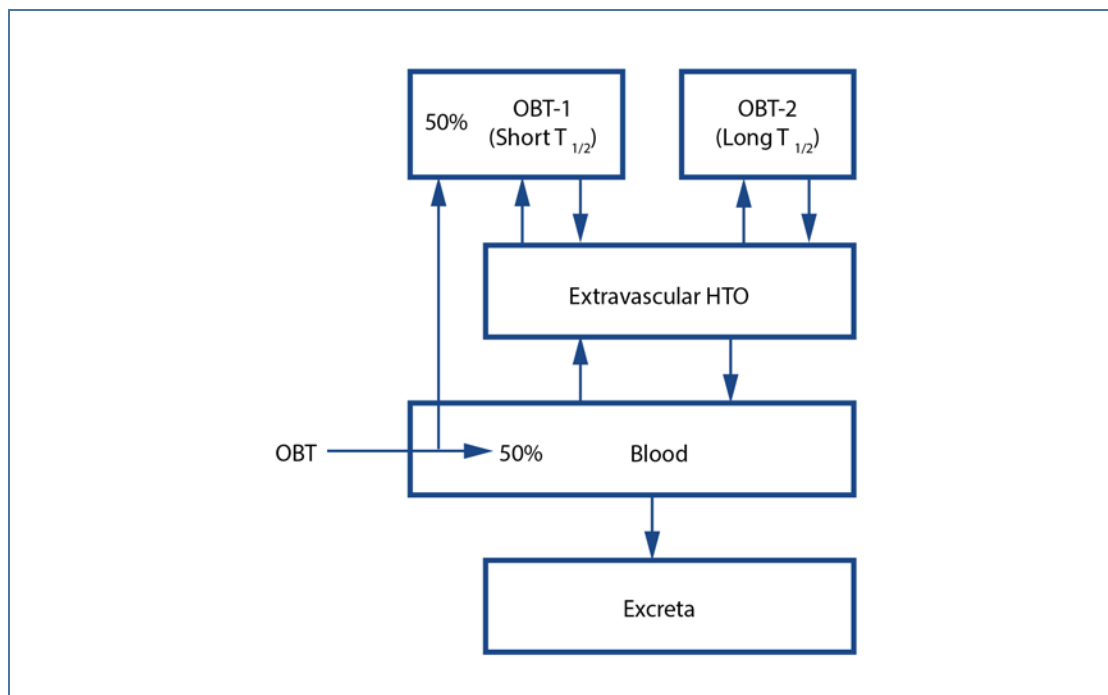 50%
OBT-1
(Short T 1/2)
OBT-2
(Long T 1/2)
Extravascular HTO
OBT
50%
Blood
Excreta